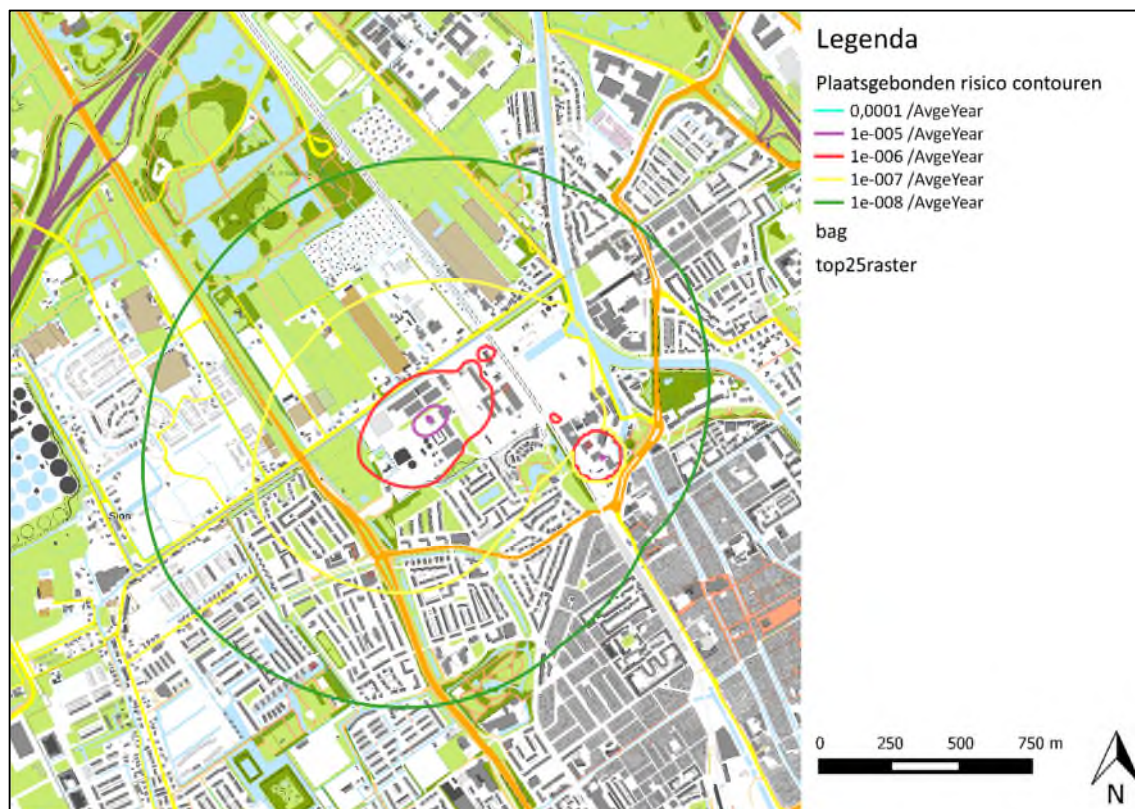 Legenda
Plaatsgebonden risico contouren
0,0001 /AvgeYear
1e-005 /AvgeYear
1e-006 /AvgeYear
1e-007 /AvgeYear
1e-008 /AvgeYear
bag
top25raster
Sion
0 250 500 750 m
N